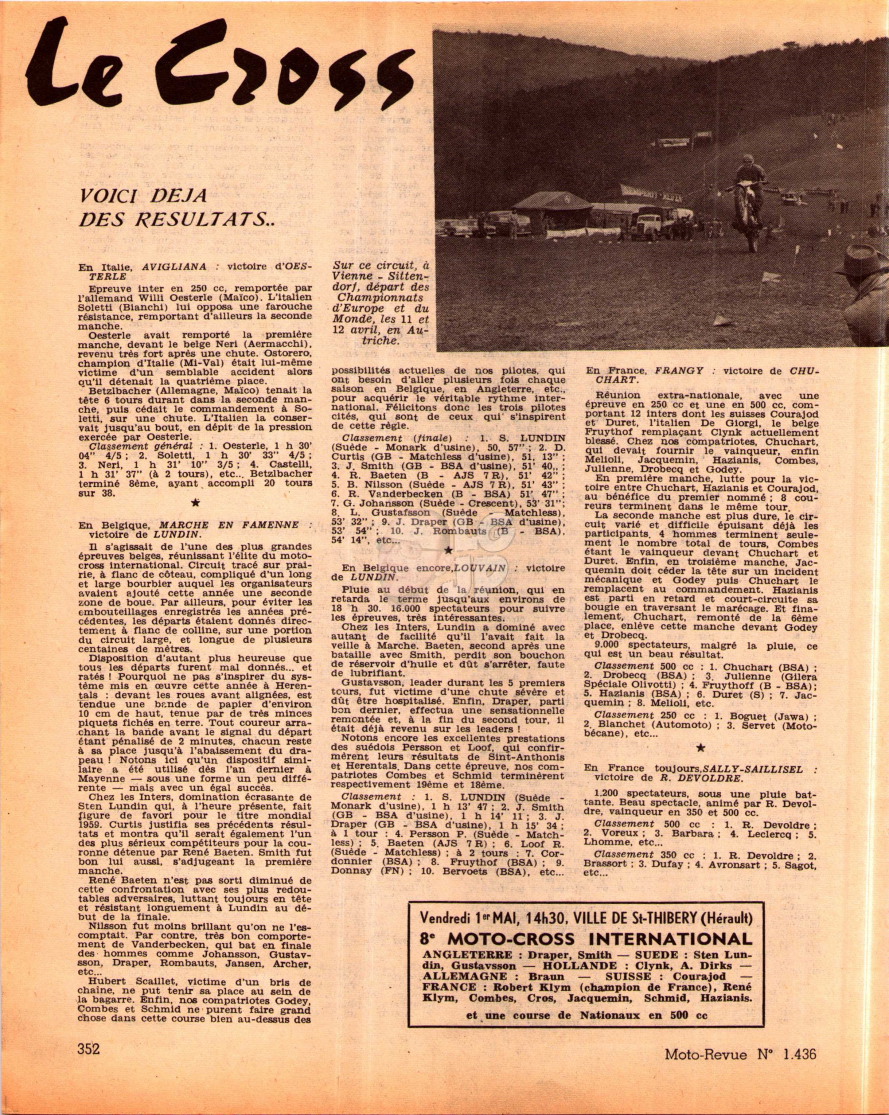 Le Cross
VOICI DEJA
DES RESULTATS..
En Italie, AVIGLIANA : victoire d'OES-
TERLE
Epreuve inter en 250 cc, remportée par
l'allemand Willi Oesterle (Maïco). L'italien
Soletti (Bianchi) lui opposa une farouche
résistance, remportant d'ailleurs la seconde
manche.
Oesterle avait remporté la première
manche, devant le belge Neri (Aermacchi),
revenu très fort après une chute. Ostorero,
champion d'Italie (Mi-Val) était lui-même
victime d'un semblable accident alors
qu'il détenait la quatrième place.
Betzlbacher (Allemagne, Maïco) tenait la
tête 6 tours durant dans la seconde man-
che, puis cédait le commandement à So-
letti, sur une chute. L'Italien la conser-
vait jusqu'au bout, en dépit de la pression
exercée par Oesterle.
Classement général : 1. Oesterle, 1 h 30'
04" 4/5 ; 2. Soletti, 1 h 30' 33" 4/5 ;
3. Neri, 1 h 31' 10" 3/5 ; 4. Castelli,
1 h 31' 37" (à 2 tours), etc... Betzbacher
terminé 8ème, ayant accompli 20 tours
sur 38.
★
En Belgique, MARCHE EN FAMENNE :
victoire de LUNDIN.
Il s'agissait de l'une des plus grandes
épreuves belges, réunissant l'élite du moto-
cross international. Circuit tracé sur prai-
rie, à flanc de côteau, compliqué d'un long
et large bourbier auquel les organisateurs
avaient ajouté cette année une seconde
zone de boue. Par ailleurs, pour éviter les
embouteillages enregistrés les années pré-
cédentes, les départs étaient donnés direc-
tement à flanc de colline, sur une portion
du circuit large, et longue de plusieurs
centaines de mètres.
Disposition d'autant plus heureuse que
tous les départs furent mal donnés... et
ratés ! Pourquoi ne pas s'inspirer du sys-
tème mis en œuvre cette année à Heren-
tals : devant les roues avant alignées, est
tendue une bande de papier d'environ
10 cm de haut, tenue par de très minces
piquets fichés en terre. Tout coureur arra-
chant la bande avant le signal du départ
étant pénalisé de 2 minutes, chacun reste
à sa place jusqu'à l'abaissement du dra-
peau ! Notons ici qu'un dispositif simi-
laire a été utilisé dès l'an dernier à
Mayenne — sous une forme un peu diffé-
rente — mais avec un égal succès.
Chez les Inters, domination écrasante de
Sten Lundin qui, à l'heure présente, fait
figure de favori pour le titre mondial
1959. Curtis justifia ses précédents résul-
tats et montra qu'il serait également l'un
des plus sérieux compétiteurs pour la cou-
ronne détenue par René Baeten. Smith fut
bon lui aussi, s'adjugeant la première
manche.
René Baeten n'est pas sorti diminué de
cette confrontation avec ses plus redou-
tables adversaires, luttant toujours en tête
et résistant longuement à Lundin au dé-
but de la finale.
Nilsson fut moins brillant qu'on ne l'es-
comptait. Par contre, très bon comporte-
ment de Vanderbecken, qui bat en finale
des hommes comme Johansson, Gustav-
sson, Draper, Rombauts, Jansen, Archer,
etc...
Hubert Scaillet, victime d'un bris de
chaine, ne put tenir sa place au sein de
la bagarre. Enfin, nos compatriotes Godey,
Combes et Schmid ne purent faire grand
chose dans cette course bien au-dessus des
Sur ce circuit, à
Vienne - Sitten-
dorf, départ des
Championnats
d'Europe et du
Monde, les 11 et
12 avril, en Au-
triche.
possibilités actuelles de nos pilotes, qui
ont besoin d'aller plusieurs fois chaque
saison en Belgique, en Angleterre, etc.,
pour acquérir le véritable rythme inter-
national. Félicitons donc les trois pilotes
cités, qui sont de ceux qui s'inspirent
de cette règle.
Classement (finale) : 1. S. LUNDIN
(Suède - Monark d'usine), 50, 57" ; 2. D.
Curtis (GB - Matchless d'usine), 51, 13" ;
3. J. Smith (GB - BSA d'usine), 51' 40,, ;
4. R. Baeten (B - AJS 7 R), 51' 42" ;
5. B. Nilsson (Suède - AJS 7 R), 51' 43" ;
6. R. Vanderbecken (B - BSA) 51' 47" ;
7. G. Johansson (Suède - Crescent), 53' 31";
8. L. Gustafsson (Suède - Matchless)
53' 32" ; 9. J. Draper (GB - BSA d'usine),
53' 54" ; 10. J. Rombauts (B - BSA),
54' 14", etc...
★
En Belgique encore,LOUVAIN : victoire
de LUNDIN.
Pluie au début de la réunion, qui en
retarda le terme jusqu'aux environs de
18 h 30. 16.000 spectateurs pour suivre
les épreuves, très intéressantes.
Chez les Inters, Lundin a dominé avec
autant de facilité qu'il l'avait fait la
veille à Marche. Baeten, second après une
bataille avec Smith, perdit son bouchon
de réservoir d'huile et dût s'arrêter, faute
de lubrifiant.
Gustavsson, leader durant les 5 premiers
tours, fut victime d'une chute sévère et
dût être hospitalisé. Enfin, Draper, parti
bon dernier, effectua une sensationnelle
remontée et, à la fin du second tour, il
était déjà revenu sur les leaders !
Notons encore les excellentes prestations
des suédois Persson et Loof, qui confir-
mèrent leurs résultats de Sint-Anthonis
et Herentals. Dans cette épreuve, nos com-
patriotes Combes et Schmid terminèrent
respectivement 19ème et 18ème.
Classement : 1. S. LUNDIN (Suède -
Monark d'usine), 1 h 13' 47 ; 2. J. Smith
(GB - BSA d'usine), 1 h 14' 11 ; 3. J.
Draper (GB - BSA d'usine), 1 h 15' 34 ;
à 1 tour : 4. Persson P. (Suède - Match-
less) ; 5. Baeten (AJS 7 R) ; 6. Loof R.
(Suède - Matchless) ; à 2 tours : 7. Cor-
donnier (BSA) ; 8. Fruythof (BSA) ; 9.
Donnay (FN) ; 10. Bervoets (BSA), etc...
En France, FRANGY : victoire de CHU-
CHART.
Réunion extra-nationale, avec une
épreuve en 250 cc et une en 500 cc, com-
portant 12 inters dont les suisses Courajod
et Duret, l'italien De Giorgi, le belge
Fruythof remplaçant Clynk actuellement
blessé. Chez nos compatriotes, Chuchart,
qui devait fournir le vainqueur, enfin
Melioli, Jacquemin, Hazianis, Combes,
Julienne, Drobecq et Godey.
En première manche, lutte pour la vic-
toire entre Chuchart, Hazianis et Courajod,
au bénéfice du premier nommé ; 8 cou-
reurs terminent dans le même tour.
La seconde manche est plus dure, le cir-
cuit varié et difficile épuisant déjà les
participants. 4 hommes terminent seule-
ment le nombre total de tours, Combes
étant le vainqueur devant Chuchart et
Duret. Enfin, en troisième manche, Jac-
quemin doit céder la tête sur un incident
mécanique et Godey puis Chuchart le
remplacent au commandement. Hazianis
est parti en retard et court-circuite sa
bougie en traversant le marécage. Et fina-
lement, Chuchart, remonté de la 6ème
place, enlève cette manche devant Godey
et Drobecq.
9.000 spectateurs, malgré la pluie, ce
qui est un beau résultat.
Classement 500 cc : 1. Chuchart (BSA) ;
2. Drobecq (BSA) ; 3. Julienne (Gilera
Spéciale Olivotti) ; 4. Fruythoff (B - BSA);
5. Hazianis (BSA) ; 6. Duret (S) ; 7. Jac-
quemin ; 8. Melioli, etc.
Classement 250 cc : 1. Boguet (Jawa) ;
2. Blanchet (Automoto) ; 3. Servet (Moto-
bécane), etc...
★
En France toujours,SALLY-SAILLISEL :
victoire de R. DEVOLDRE.
1.200 spectateurs, sous une pluie bat-
tante. Beau spectacle, animé par R. Devol-
dre, vainqueur en 350 et 500 cc.
Classement 500 cc : 1. R. Devoldre ;
2. Voreux ; 3. Barbara ; 4. Leclercq ; 5.
Lhomme, etc...
Classement 350 cc : 1. R. Devoldre ; 2.
Brassort ; 3. Dufay ; 4. Avronsart ; 5. Sagot,
etc...
Vendredi 1er MAI, 14h30, VILLE DE St-THIBERY (Hérault)
8e MOTO-CROSS INTERNATIONAL
ANGLETERRE : Draper, Smith — SUEDE : Sten Lun-
din, Gustavsson — HOLLANDE : Clynk, A. Dirks —
ALLEMAGNE : Braun — SUISSE : Courajod —
FRANCE : Robert Klym (champion de France), René
Klym, Combes, Cros, Jacquemin, Schmid, Hazianis.
et une course de Nationaux en 500 cc
352
Moto-Revue N° 1.436